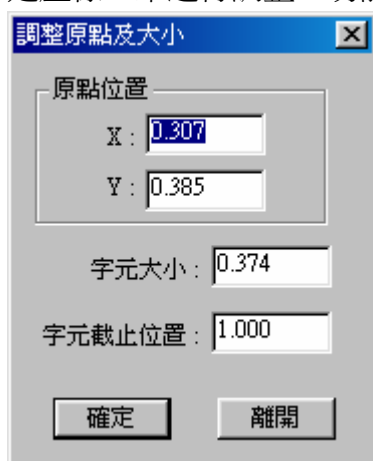 調整原點及大小
原點位置
X : 0.307
Y : 0.385
字元大小 : 0.374
字元截止位置 : 1.000
確定 離開